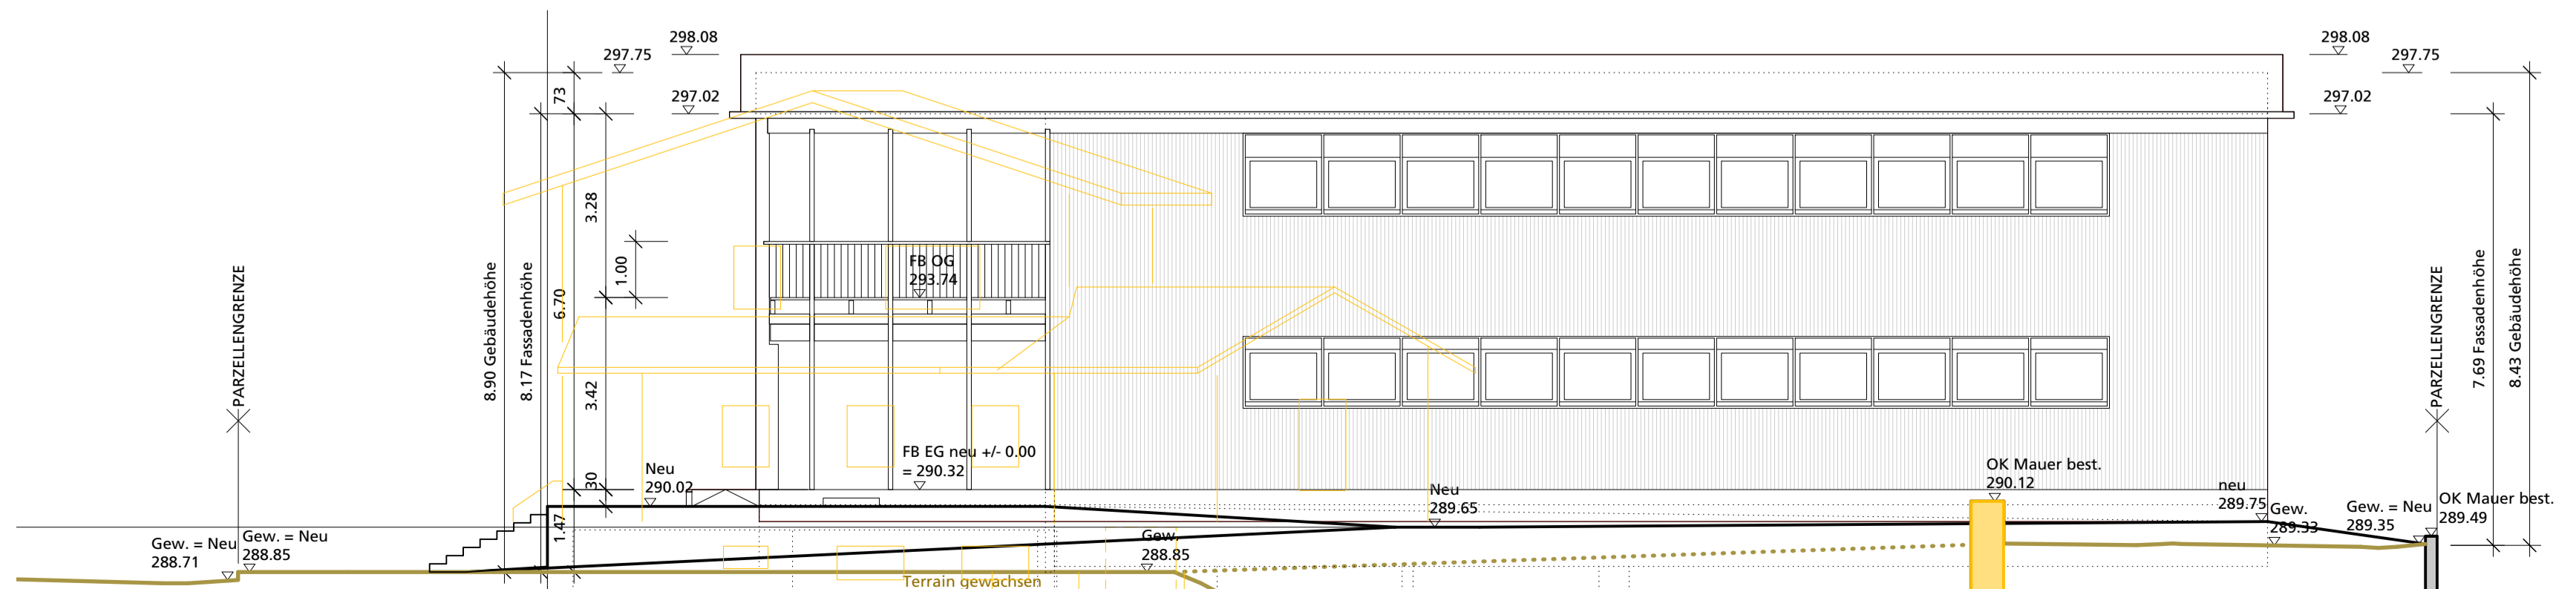 298.08
297.75
297.02
73
3.28
1.00
6.70
3.42
30
1.47
8.90 Gebäudehöhe
8.17 Fassadenhöhe
PARZELLENGRENZE
FB OG
293.74
FB EG neu +/- 0.00
= 290.32
Neu
290.02
Gew. = Neu
288.71
Gew. = Neu
288.85
Terrain gewachsen
Gew.
288.85
Neu
289.65
OK Mauer best.
290.12
neu
289.75
Gew.
289.33
Gew. = Neu
289.35
OK Mauer best.
289.49
298.08
297.75
297.02
PARZELLENGRENZE
7.69 Fassadenhöhe
8.43 Gebäudehöhe